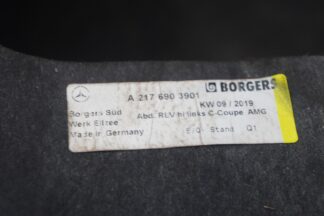 BORGERS
A 217 690 3901
KW 09 / 2019
Borgers Süd
Abd. RLV hi links C-Coupe AMG
Werk Ellzee
Made in Germany
E/Q- Stand Q1